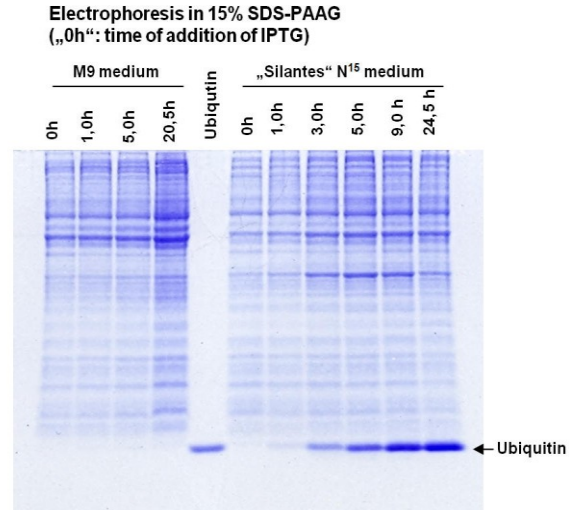 Electrophoresis in 15% SDS-PAAG
(„0h“: time of addition of IPTG)
M9 medium
„Silantes“ N15 medium
0h
1,0h
5,0h
20,5h
Ubiqutin
0h
1,0h
3,0h
5,0h
9,0 h
24,5 h
Ubiquitin